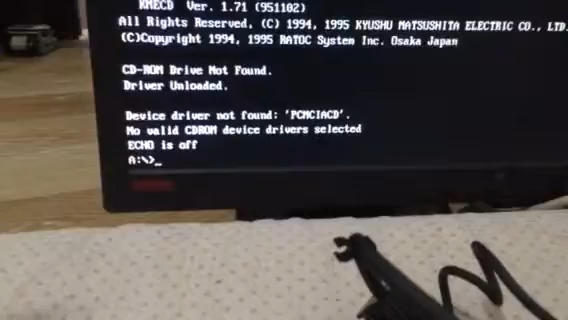 KMECD Ver. 1.71 (951102)
All Rights Reserved, (C) 1994, 1995 KYUSHU MATSUSHITA ELECTRIC CO., LTD.
(C)Copyright 1994, 1995 RATOC System Inc. Osaka Japan
CD-ROM Drive Not Found.
Driver Unloaded.
Device driver not found: 'PCMCIACD'.
No valid CDROM device drivers selected
ECHO is off
A:\>_